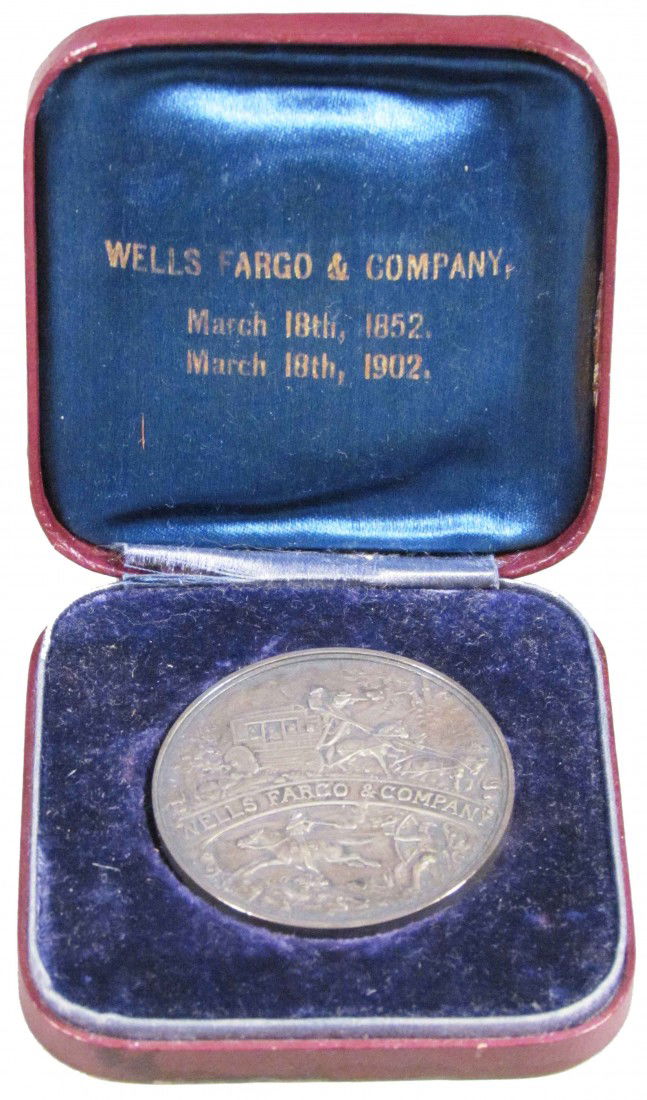 WELLS FARGO & COMPANY,
March 18th, 1852.
March 18th, 1902.
WELLS FARGO & COMPANY